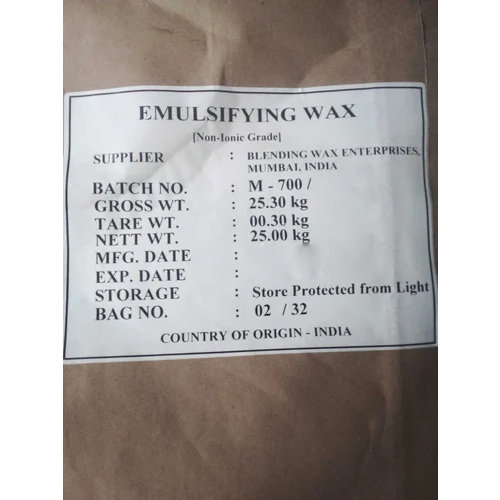 EMULSIFYING WAX
[Non-Ionic Grade]
SUPPLIER : BLENDING WAX ENTERPRISES,
MUMBAI, INDIA
BATCH NO. : M - 700 /
GROSS WT. : 25.30 kg
TARE WT. : 00.30 kg
NETT WT. : 25.00 kg
MFG. DATE :
EXP. DATE :
STORAGE : Store Protected from Light
BAG NO. : 02 / 32
COUNTRY OF ORIGIN - INDIA